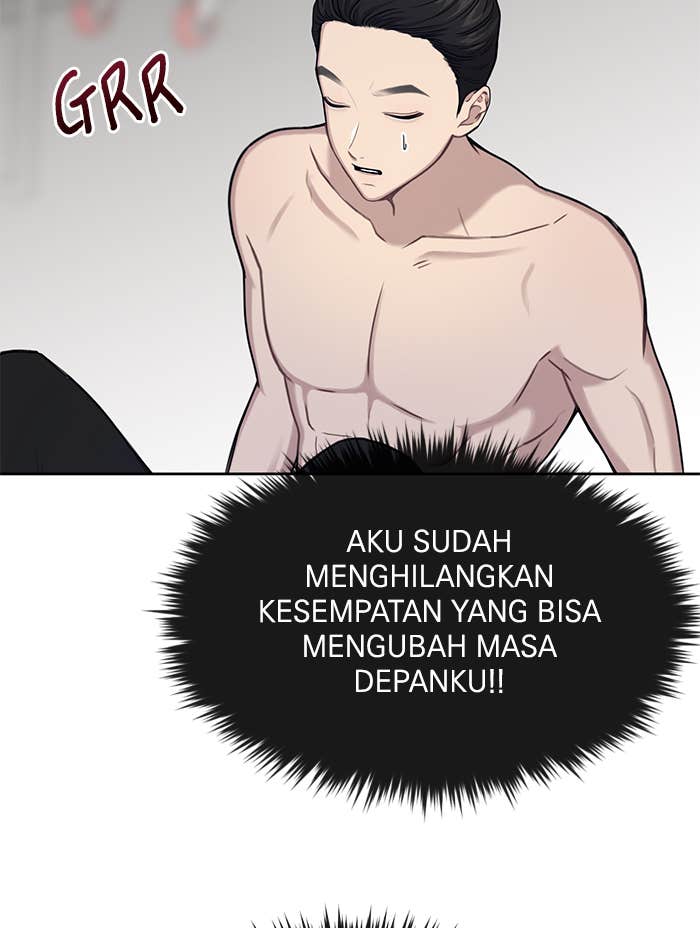 GRR
AKU SUDAH
MENGHILANGKAN
KESEMPATAN YANG BISA
MENGUBAH MASA
DEPANKU!!